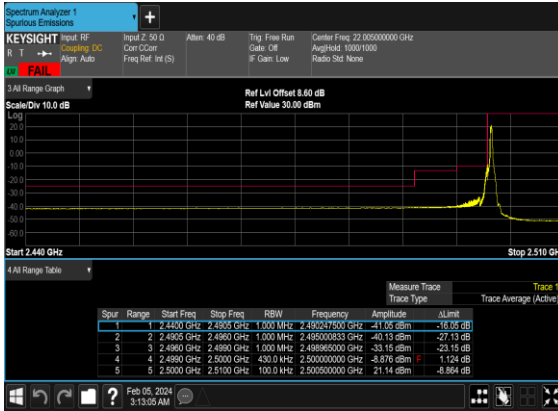 Spectrum Analyzer 1
Spurious Emissions
+
KEYSIGHT Input: RF Input Z: 50 Ω Atten: 40 dB Trig: Free Run Center Freq: 22.005000000 GHz
R T Coupling: DC Corr CCorr Gate: Off Avg|Hold: 1000/1000
Align: Auto Freq Ref: Int (S) IF Gain: Low Radio Std: None
FAIL
3 All Range Graph
Ref Lvl Offset 8.60 dB
Scale/Div 10.0 dB Ref Value 30.00 dBm
Log
20.0
10.0
0.00
-10.0
-20.0
-30.0
-40.0
-50.0
-60.0
Start 2.440 GHz Stop 2.510 GH
4 All Range Table
Measure Trace Trace 1
Trace Type Trace Average (Active)
Spur Range Start Freq Stop Freq RBW Frequency Amplitude ΔLimit
1 1 2.4400 GHz 2.4905 GHz 1.000 MHz 2.490247500 GHz -41.05 dBm -16.05 dB
2 2 2.4905 GHz 2.4960 GHz 1.000 MHz 2.495000833 GHz -40.13 dBm -27.13 dB
3 3 2.4960 GHz 2.4990 GHz 1.000 MHz 2.498965000 GHz -33.15 dBm -23.15 dB
4 4 2.4990 GHz 2.5000 GHz 430.0 kHz 2.500000000 GHz -8.876 dBm F 1.124 dB
5 5 2.5000 GHz 2.5100 GHz 100.0 kHz 2.500500000 GHz 21.14 dBm -8.864 dB
? Feb 05, 2024
3:13:05 AM